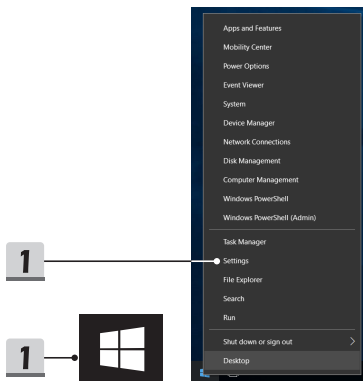 Apps and Features
Mobility Center
Power Options
Event Viewer
System
Device Manager
Network Connections
Disk Management
Computer Management
Windows PowerShell
Windows PowerShell (Admin)
Task Manager
1
Settings
File Explorer
Search
Run
1
Shut down or sign out
Desktop